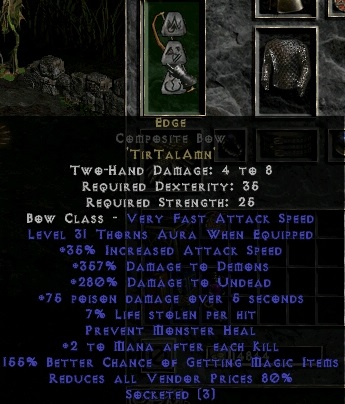 Edge
Composite Bow
'TirTalAmn'
Two-Hand Damage: 4 to 8
Required Dexterity: 35
Required Strength: 25
Bow Class - Very Fast Attack Speed
Level 31 Thorns Aura When Equipped
+35% Increased Attack Speed
+357% Damage to Demons
+280% Damage to Undead
+75 poison damage over 5 seconds
7% Life stolen per hit
Prevent Monster Heal
+2 to Mana after each Kill
155% Better Chance of Getting Magic Items
Reduces all Vendor Prices 80%
Socketed (3)